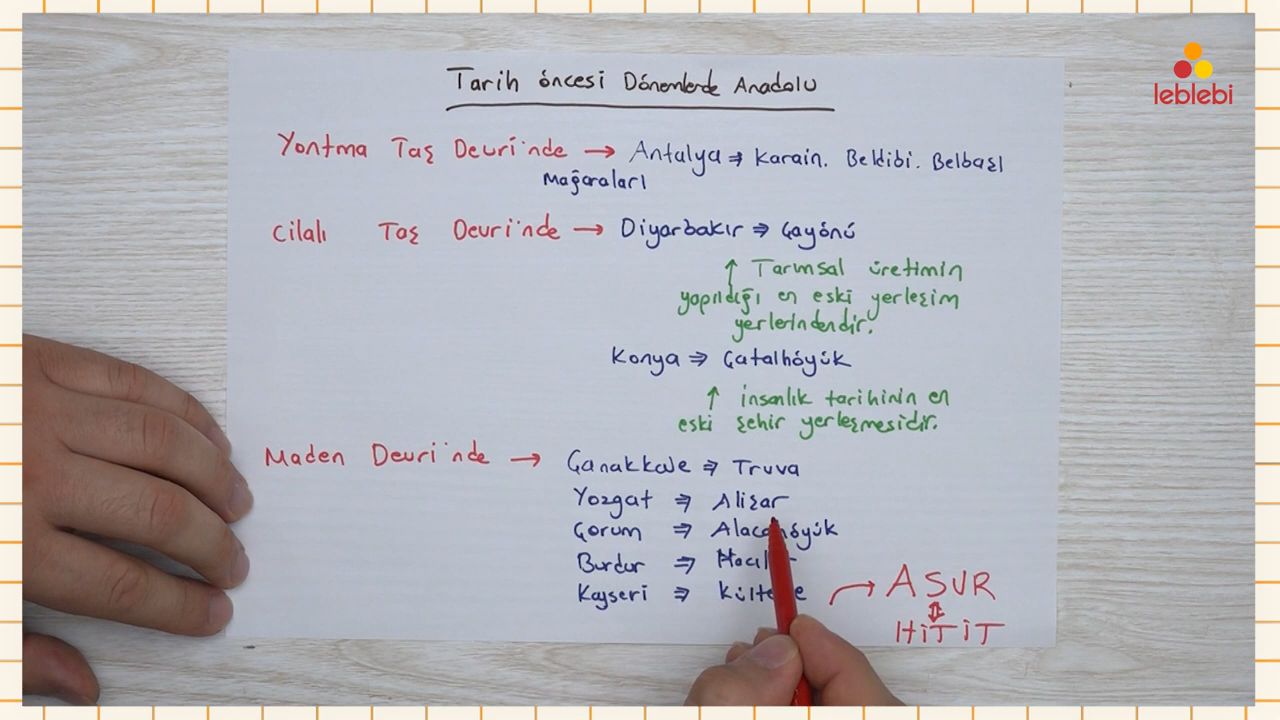 leblebi
Tarih öncesi Dönemlerde Anadolu
Yontma Taş Devri'nde → Antalya ⇒ Karain. Beldibi. Belbaşı
Mağaraları
Cilalı Taş Devri'nde → Diyarbakır ⇒ Çayönü
↑ Tarımsal üretimin
yapıldığı en eski yerleşim
yerlerindendir.
Konya ⇒ Çatalhöyük
↑ insanlık tarihinin en
eski şehir yerleşmesidir.
Maden Devri'nde → Çanakkale ⇒ Truva
Yozgat ⇒ Alişar
Çorum ⇒ Alacahöyük
Burdur ⇒
Kayseri ⇒ → ASUR
HİTİT